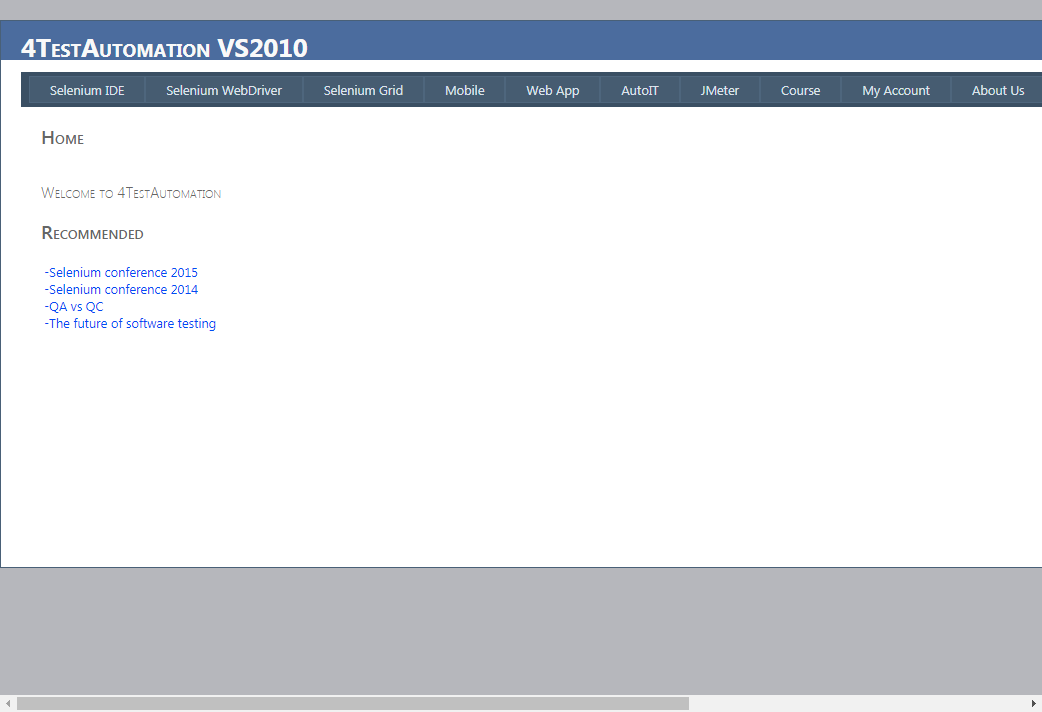 4TestAutomation VS2010
Selenium IDE Selenium WebDriver Selenium Grid Mobile Web App AutoIT JMeter Course My Account About Us
Home
Welcome to 4TestAutomation
Recommended
-Selenium conference 2015
-Selenium conference 2014
-QA vs QC
-The future of software testing